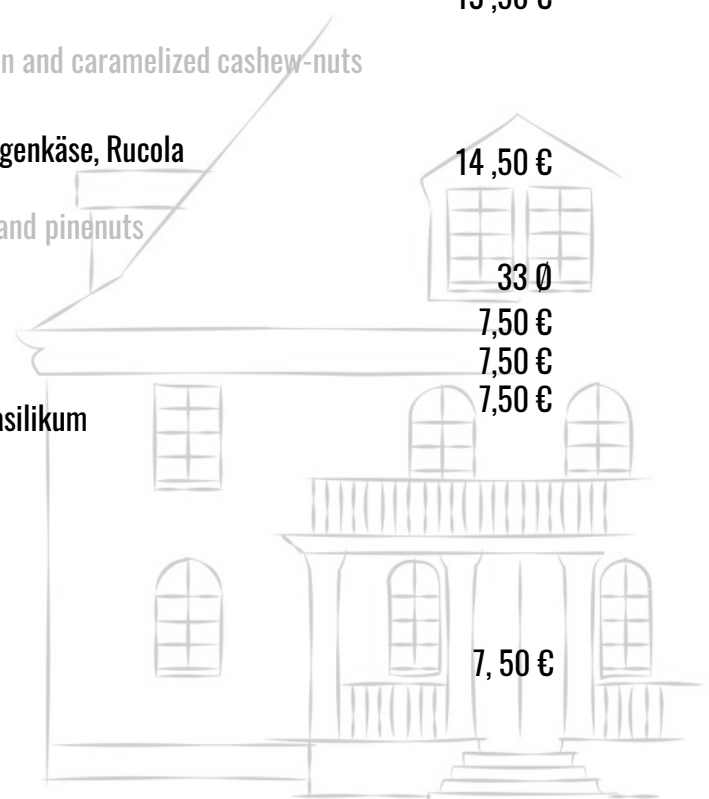 n and caramelized cashew-nuts
genkäse, Rucola
14 ,50 €
and pinenuts
33 Ø
7,50 €
7,50 €
7,50 €
asilikum
7, 50 €